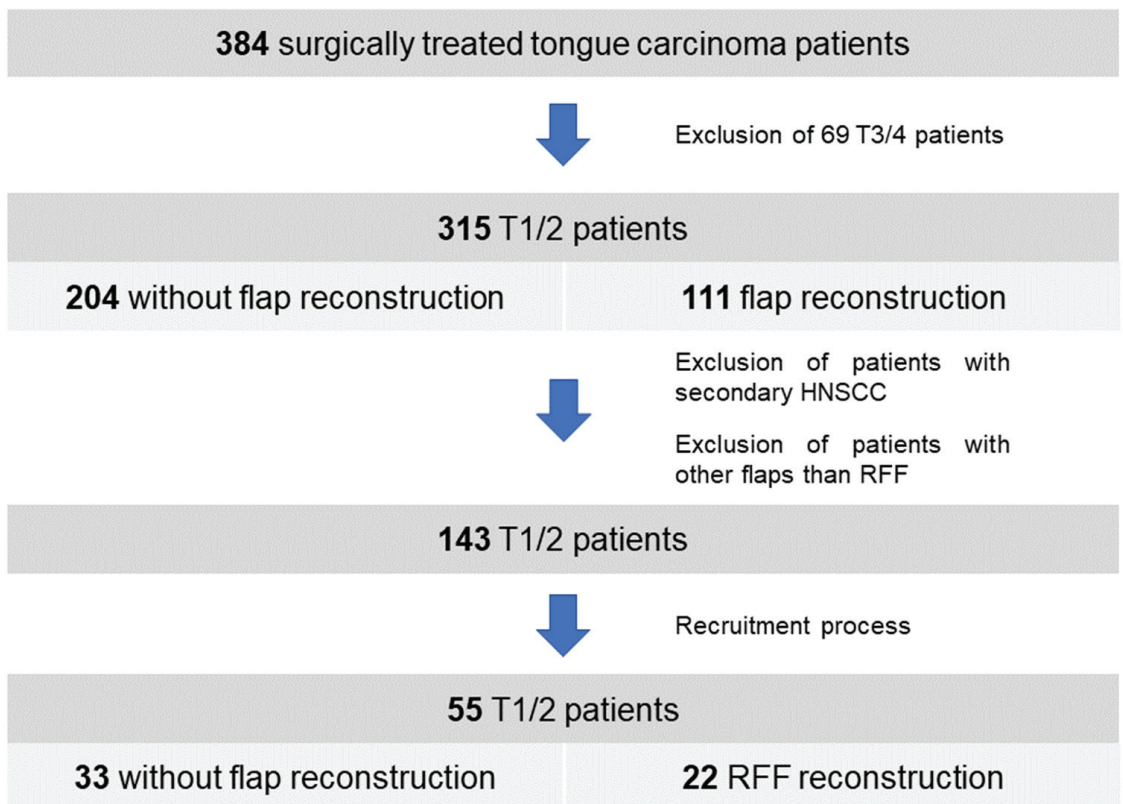 384 surgically treated tongue carcinoma patients
Exclusion of 69 T3/4 patients
315 T1/2 patients
204 without flap reconstruction
111 flap reconstruction
Exclusion of patients with
secondary HNSCC
Exclusion of patients with
other flaps than RFF
143 T1/2 patients
Recruitment process
55 T1/2 patients
33 without flap reconstruction
22 RFF reconstruction